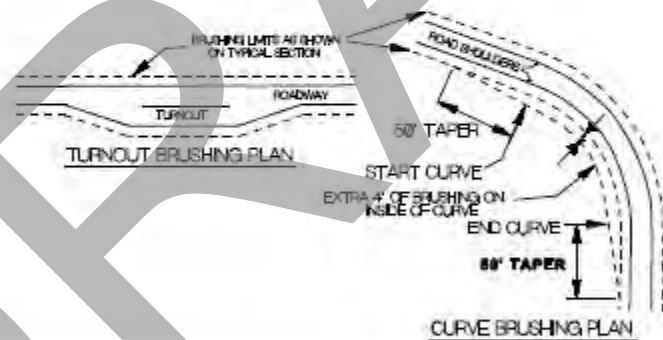 BRUSHING LIMITS AS SHOWN
ON TYPICAL SECTION
ROADWAY
TURNOUT
TURNOUT BRUSHING PLAN
ROAD SHOULDERS
50' TAPER
START CURVE
EXTRA 4' OF BRUSHING ON
INSIDE OF CURVE
END CURVE
50' TAPER
CURVE BRUSHING PLAN